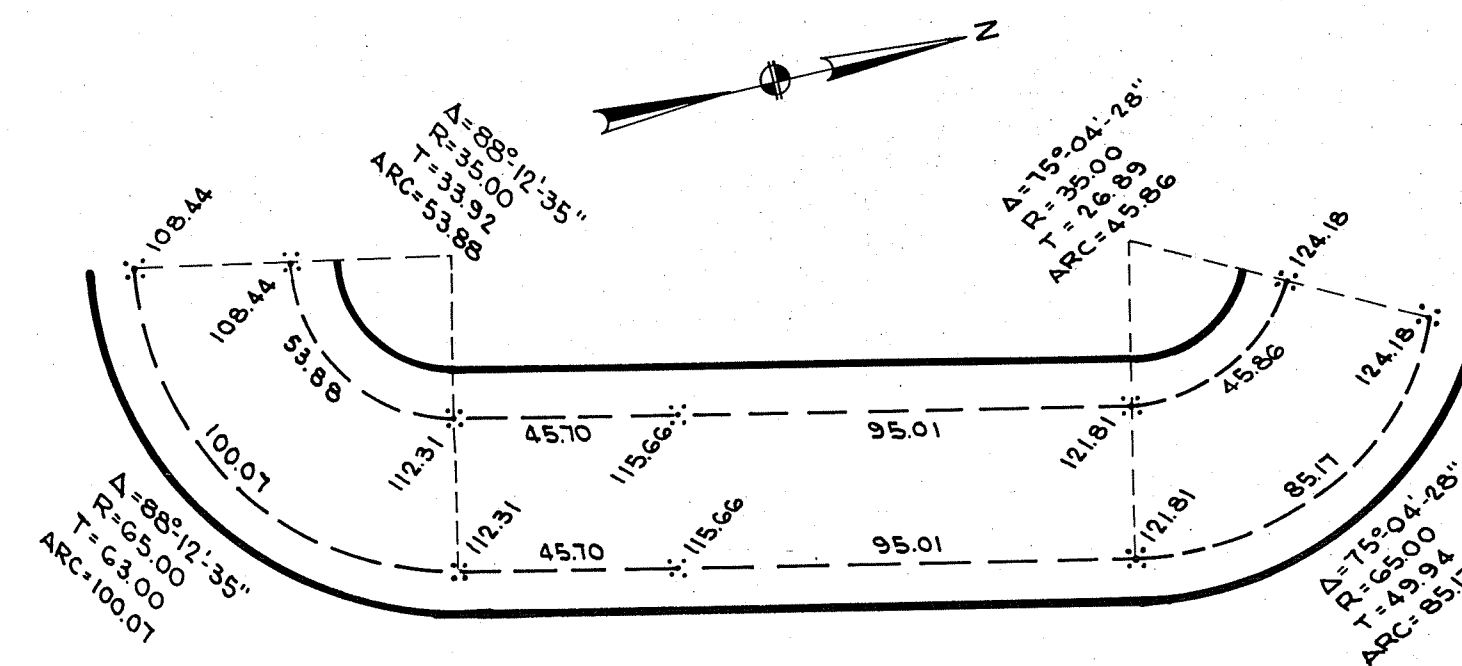 N
Δ=88°-12'-35"
R=35.00
T=33.92
ARC=53.88
Δ=75°-04'-28"
R=35.00
T=26.89
ARC=45.86
108.44
124.18
108.44
53.88
45.86
124.18
100.07
112.31
45.70
115.66
95.01
121.81
85.17
112.31
45.70
115.66
95.01
121.81
Δ=88°-12'-35"
R=65.00
T=63.00
ARC=100.07
Δ=75°-04'-28"
R=65.00
T=49.94
ARC=85.17